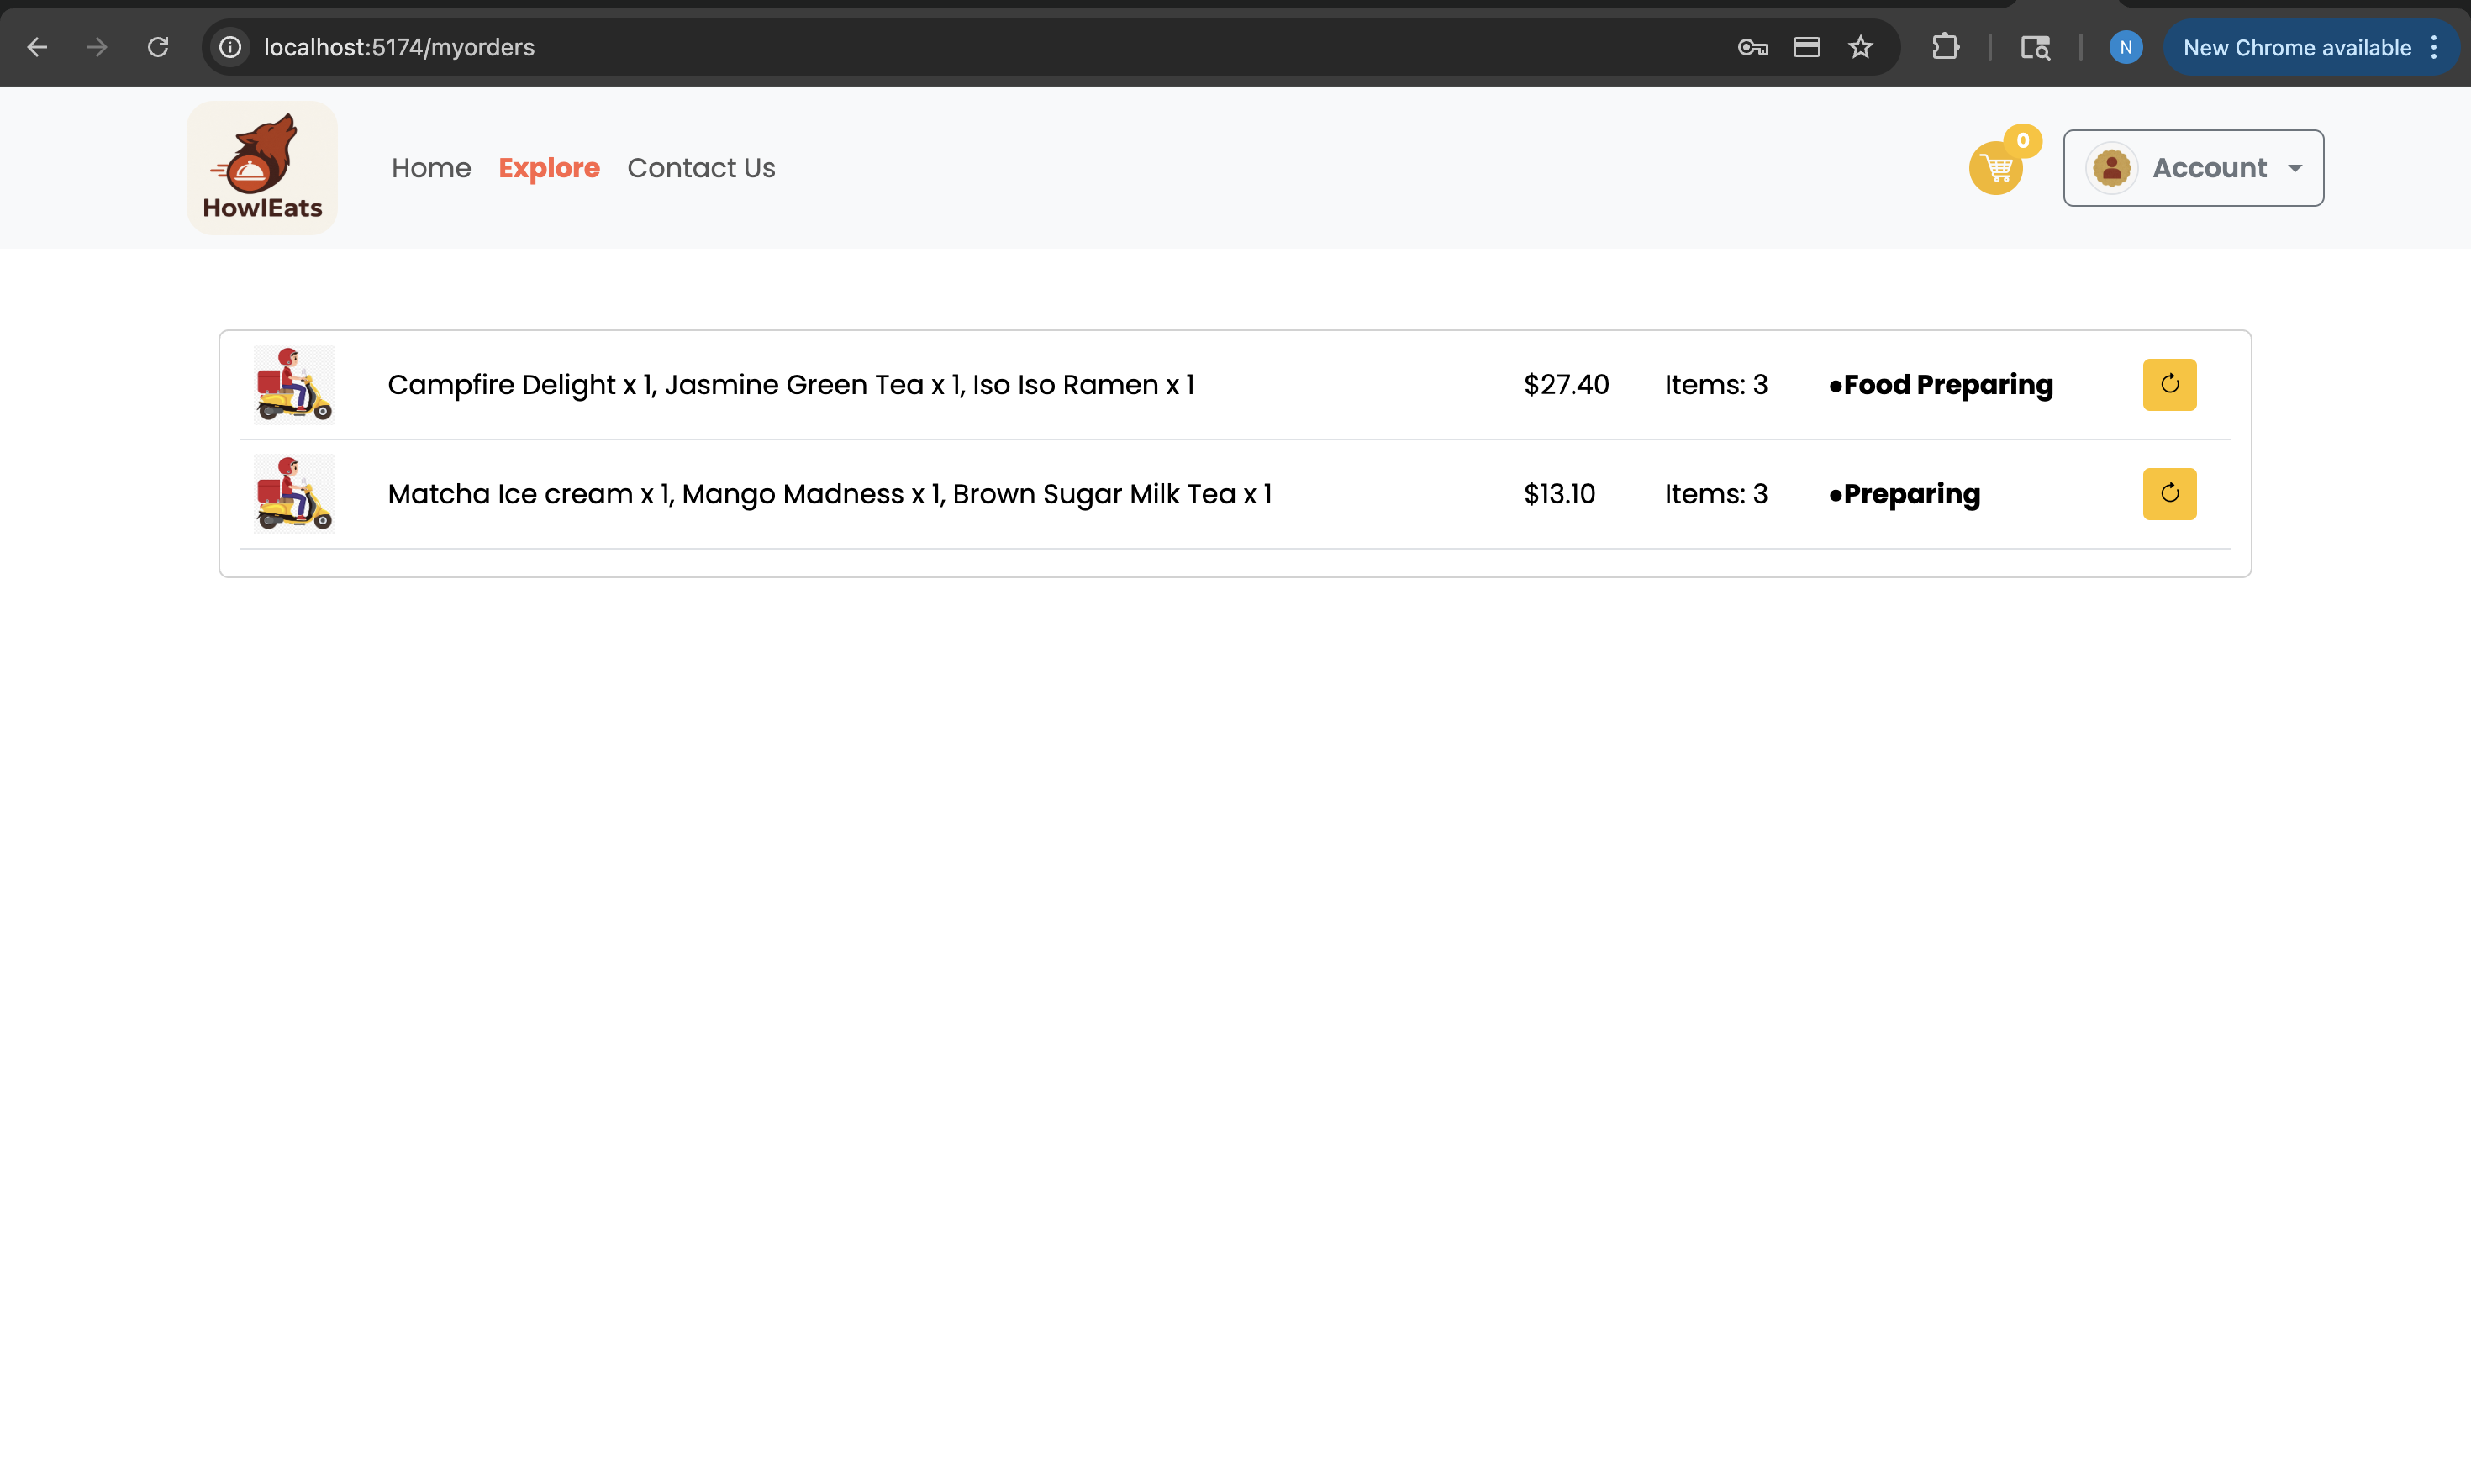 localhost:5174/myorders
N
New Chrome available
HowlEats
Home Explore Contact Us
0
Account
Campfire Delight x 1, Jasmine Green Tea x 1, Iso Iso Ramen x 1 $27.40 Items: 3 ●Food Preparing
Matcha Ice cream x 1, Mango Madness x 1, Brown Sugar Milk Tea x 1 $13.10 Items: 3 ●Preparing